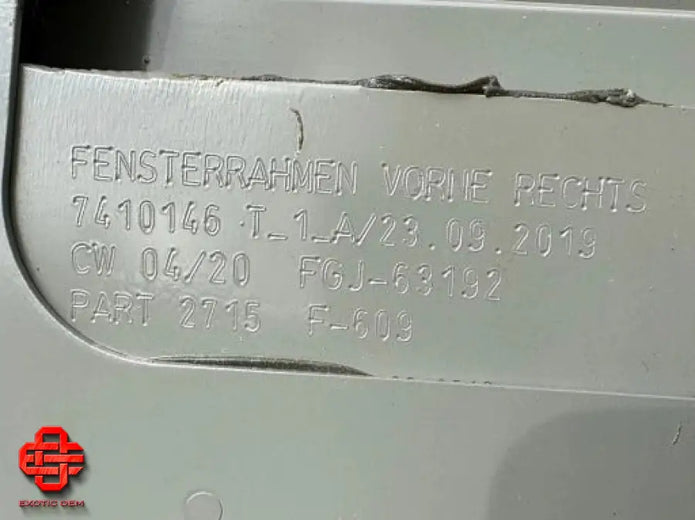 FENSTERRAHMEN VORNE RECHTS
7410146 T_1_A/23.09.2019
CW 04/20 FGJ-63192
PART 2715 F-609
EXOTIC OEM